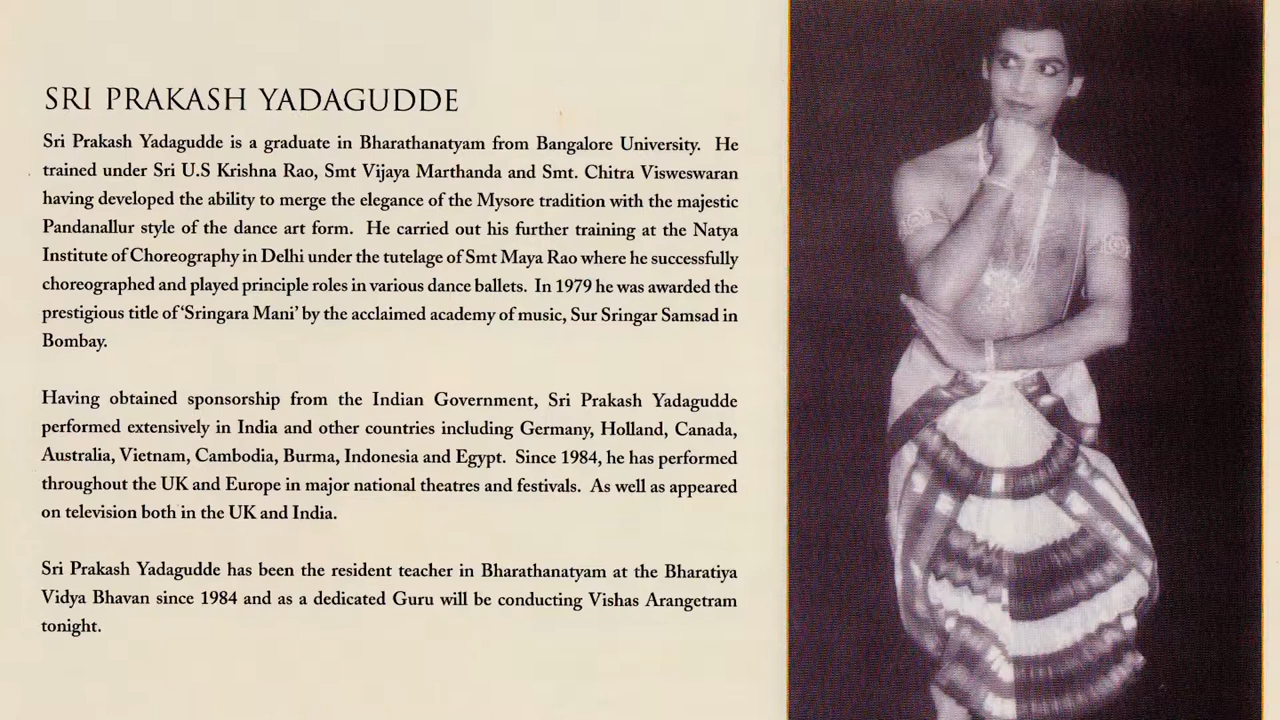 SRI PRAKASH YADAGUDDE
Sri Prakash Yadagudde is a graduate in Bharathanatyam from Bangalore University. He
trained under Sri U.S Krishna Rao, Smt Vijaya Marthanda and Smt. Chitra Visweswaran
having developed the ability to merge the elegance of the Mysore tradition with the majestic
Pandanallur style of the dance art form. He carried out his further training at the Natya
Institute of Choreography in Delhi under the tutelage of Smt Maya Rao where he successfully
choreographed and played principle roles in various dance ballets. In 1979 he was awarded the
prestigious title of 'Sringara Mani' by the acclaimed academy of music, Sur Sringar Samsad in
Bombay.
Having obtained sponsorship from the Indian Government, Sri Prakash Yadagudde
performed extensively in India and other countries including Germany, Holland, Canada,
Australia, Vietnam, Cambodia, Burma, Indonesia and Egypt. Since 1984, he has performed
throughout the UK and Europe in major national theatres and festivals. As well as appeared
on television both in the UK and India.
Sri Prakash Yadagudde has been the resident teacher in Bharathanatyam at the Bharatiya
Vidya Bhavan since 1984 and as a dedicated Guru will be conducting Vishas Arangetram
tonight.